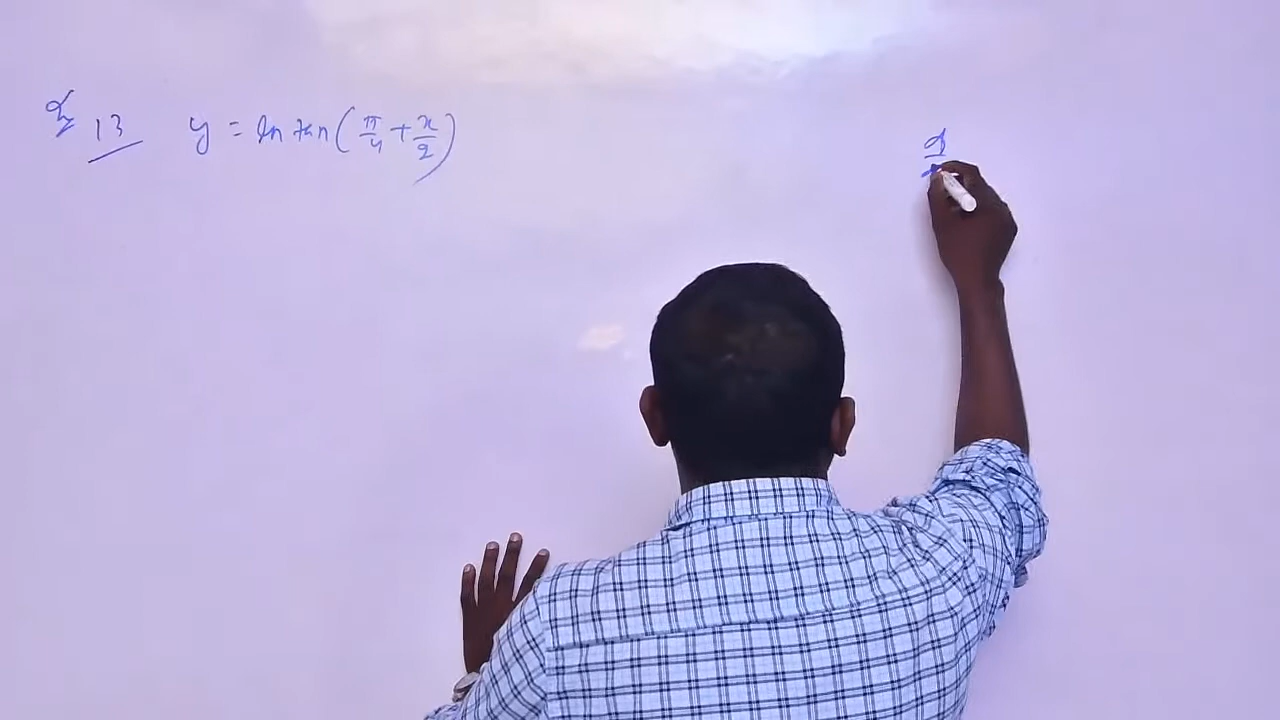 Q 13 y = ln tan(π/4 + x/2)
d